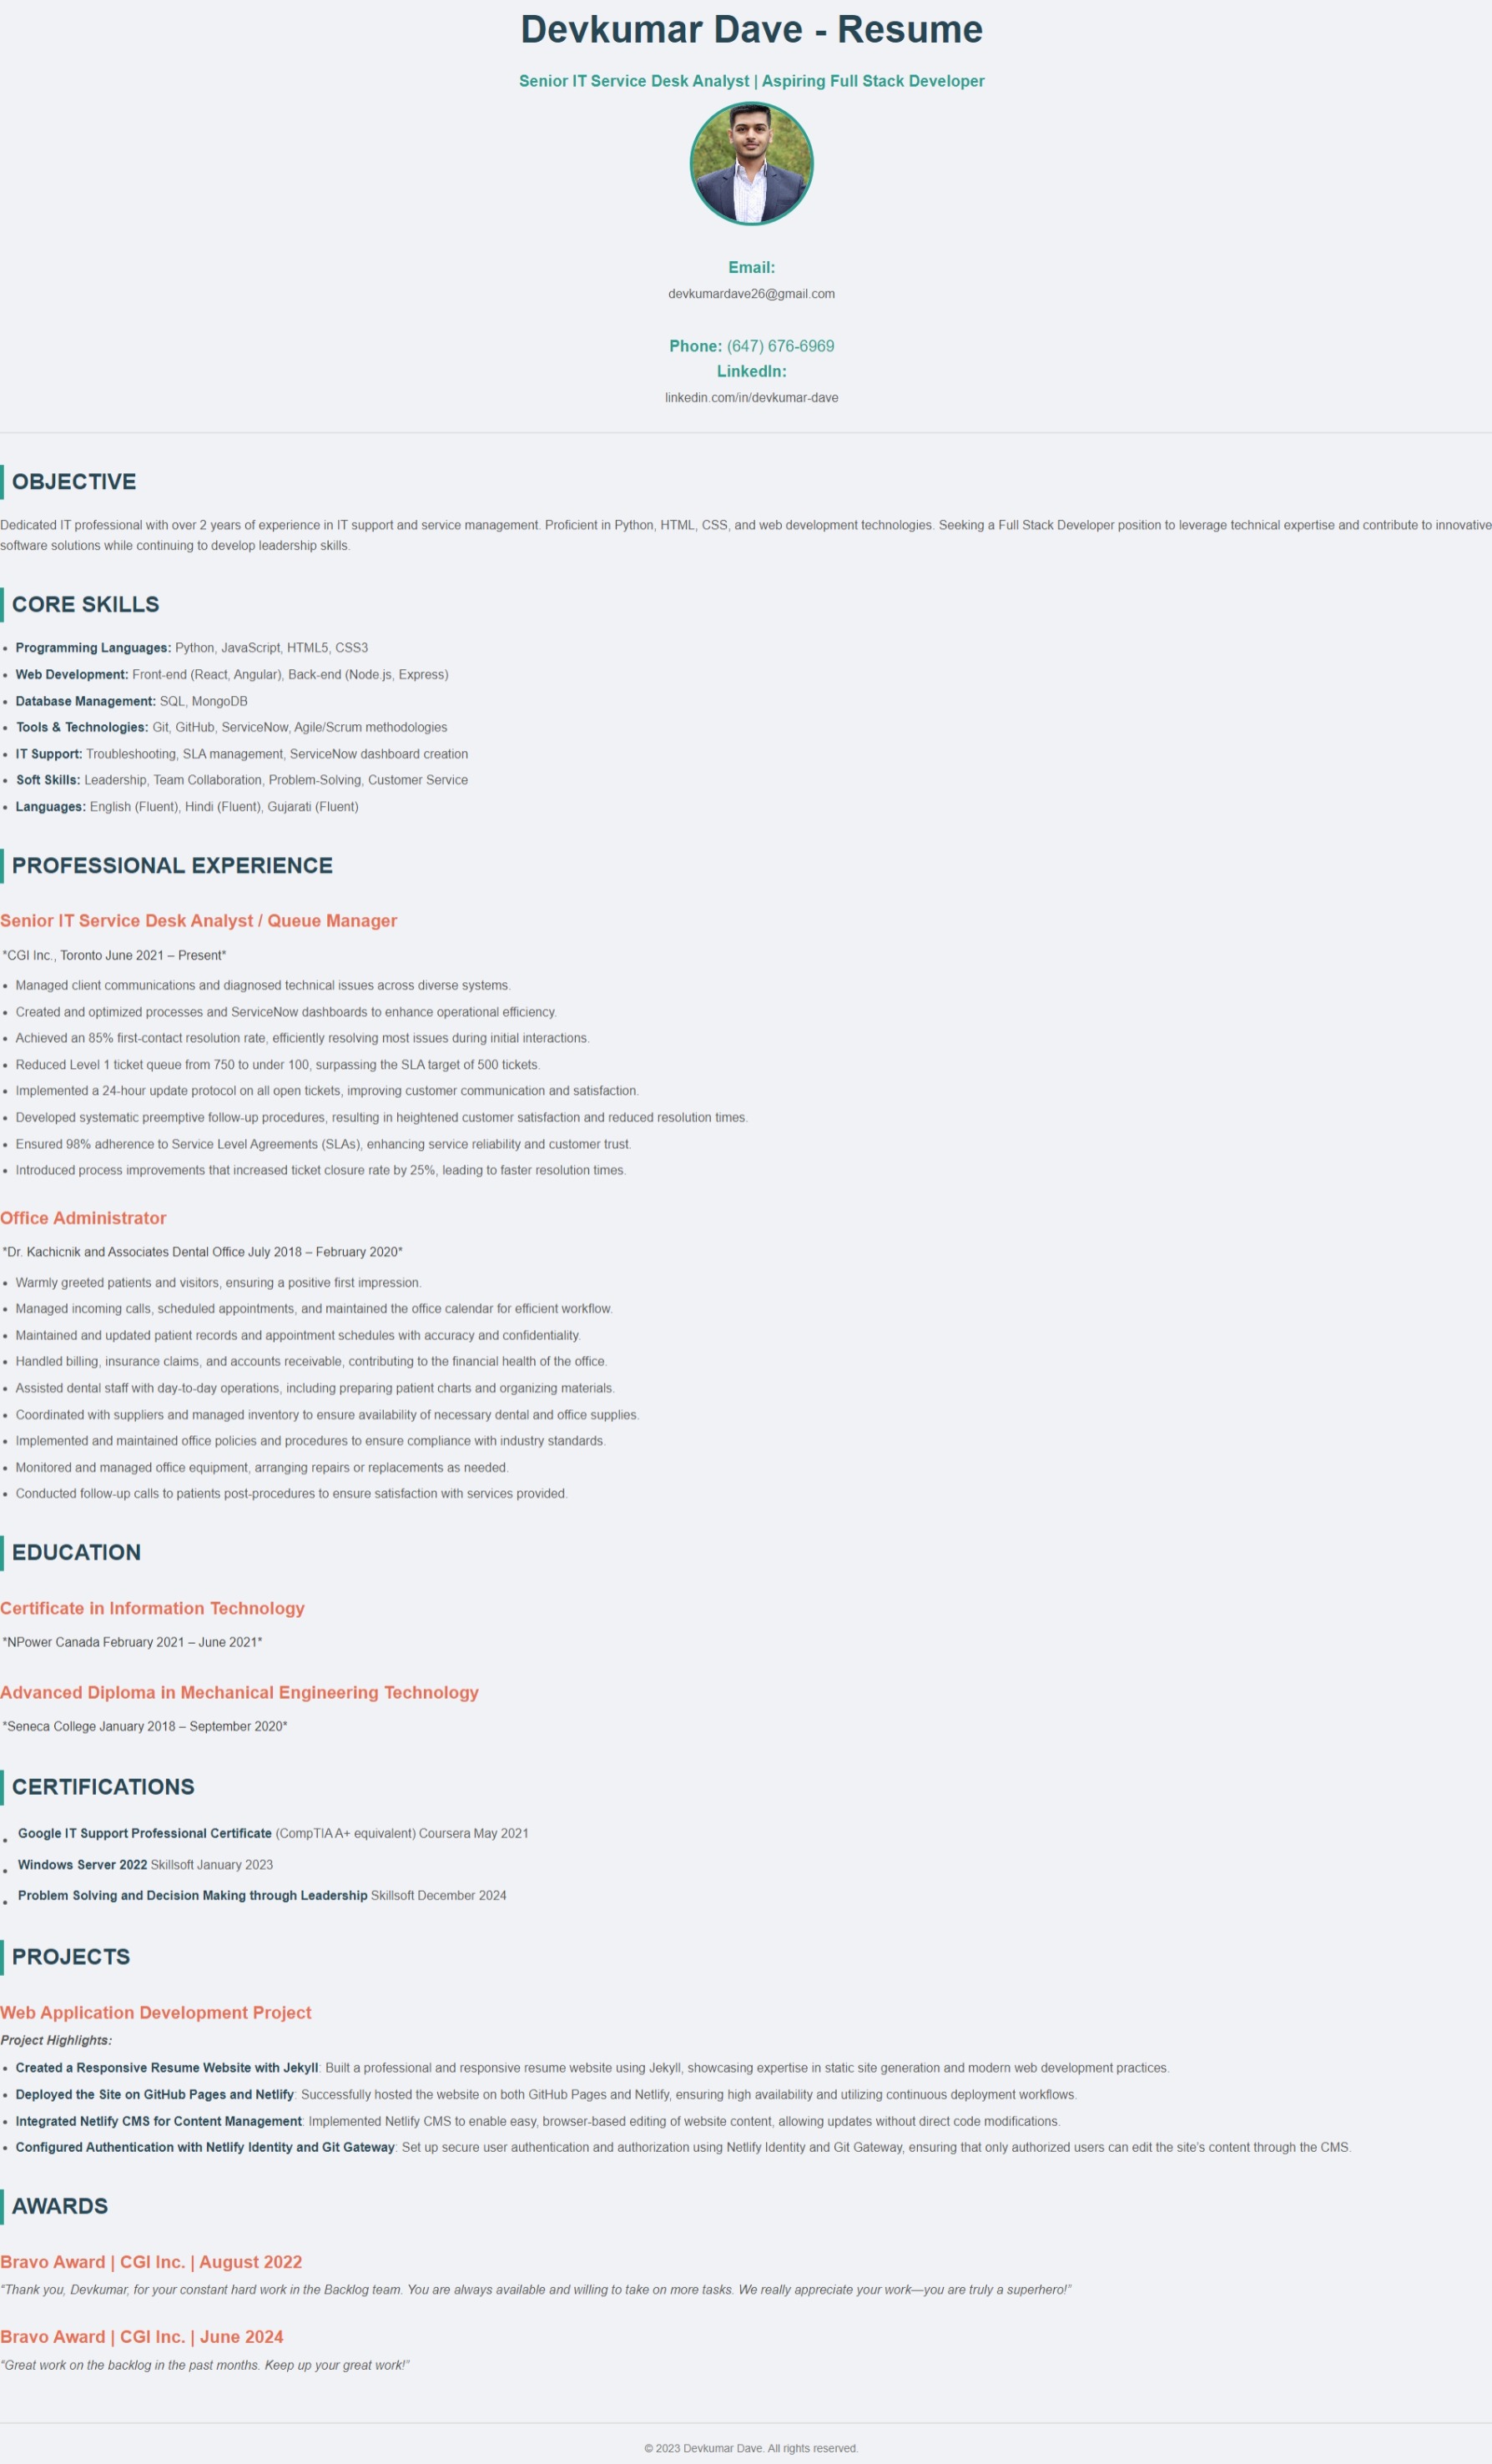 Devkumar Dave - Resume
Senior IT Service Desk Analyst | Aspiring Full Stack Developer
Email:
devkumardave26@gmail.com
Phone: (647) 676-6969
LinkedIn:
linkedin.com/in/devkumar-dave
OBJECTIVE
Dedicated IT professional with over 2 years of experience in IT support and service management. Proficient in Python, HTML, CSS, and web development technologies. Seeking a Full Stack Developer position to leverage technical expertise and contribute to innovative
software solutions while continuing to develop leadership skills.
CORE SKILLS
• Programming Languages: Python, JavaScript, HTML5, CSS3
• Web Development: Front-end (React, Angular), Back-end (Node.js, Express)
• Database Management: SQL, MongoDB
• Tools & Technologies: Git, GitHub, ServiceNow, Agile/Scrum methodologies
• IT Support: Troubleshooting, SLA management, ServiceNow dashboard creation
• Soft Skills: Leadership, Team Collaboration, Problem-Solving, Customer Service
• Languages: English (Fluent), Hindi (Fluent), Gujarati (Fluent)
PROFESSIONAL EXPERIENCE
Senior IT Service Desk Analyst / Queue Manager
*CGI Inc., Toronto June 2021 – Present*
• Managed client communications and diagnosed technical issues across diverse systems.
• Created and optimized processes and ServiceNow dashboards to enhance operational efficiency.
• Achieved an 85% first-contact resolution rate, efficiently resolving most issues during initial interactions.
• Reduced Level 1 ticket queue from 750 to under 100, surpassing the SLA target of 500 tickets.
• Implemented a 24-hour update protocol on all open tickets, improving customer communication and satisfaction.
• Developed systematic preemptive follow-up procedures, resulting in heightened customer satisfaction and reduced resolution times.
• Ensured 98% adherence to Service Level Agreements (SLAs), enhancing service reliability and customer trust.
• Introduced process improvements that increased ticket closure rate by 25%, leading to faster resolution times.
Office Administrator
*Dr. Kachicnik and Associates Dental Office July 2018 – February 2020*
• Warmly greeted patients and visitors, ensuring a positive first impression.
• Managed incoming calls, scheduled appointments, and maintained the office calendar for efficient workflow.
• Maintained and updated patient records and appointment schedules with accuracy and confidentiality.
• Handled billing, insurance claims, and accounts receivable, contributing to the financial health of the office.
• Assisted dental staff with day-to-day operations, including preparing patient charts and organizing materials.
• Coordinated with suppliers and managed inventory to ensure availability of necessary dental and office supplies.
• Implemented and maintained office policies and procedures to ensure compliance with industry standards.
• Monitored and managed office equipment, arranging repairs or replacements as needed.
• Conducted follow-up calls to patients post-procedures to ensure satisfaction with services provided.
EDUCATION
Certificate in Information Technology
*NPower Canada February 2021 – June 2021*
Advanced Diploma in Mechanical Engineering Technology
*Seneca College January 2018 – September 2020*
CERTIFICATIONS
• Google IT Support Professional Certificate (CompTIA A+ equivalent) Coursera May 2021
• Windows Server 2022 Skillsoft January 2023
• Problem Solving and Decision Making through Leadership Skillsoft December 2024
PROJECTS
Web Application Development Project
Project Highlights:
• Created a Responsive Resume Website with Jekyll: Built a professional and responsive resume website using Jekyll, showcasing expertise in static site generation and modern web development practices.
• Deployed the Site on GitHub Pages and Netlify: Successfully hosted the website on both GitHub Pages and Netlify, ensuring high availability and utilizing continuous deployment workflows.
• Integrated Netlify CMS for Content Management: Implemented Netlify CMS to enable easy, browser-based editing of website content, allowing updates without direct code modifications.
• Configured Authentication with Netlify Identity and Git Gateway: Set up secure user authentication and authorization using Netlify Identity and Git Gateway, ensuring that only authorized users can edit the site's content through the CMS.
AWARDS
Bravo Award | CGI Inc. | August 2022
“Thank you, Devkumar, for your constant hard work in the Backlog team. You are always available and willing to take on more tasks. We really appreciate your work—you are truly a superhero!”
Bravo Award | CGI Inc. | June 2024
“Great work on the backlog in the past months. Keep up your great work!”
© 2023 Devkumar Dave. All rights reserved.